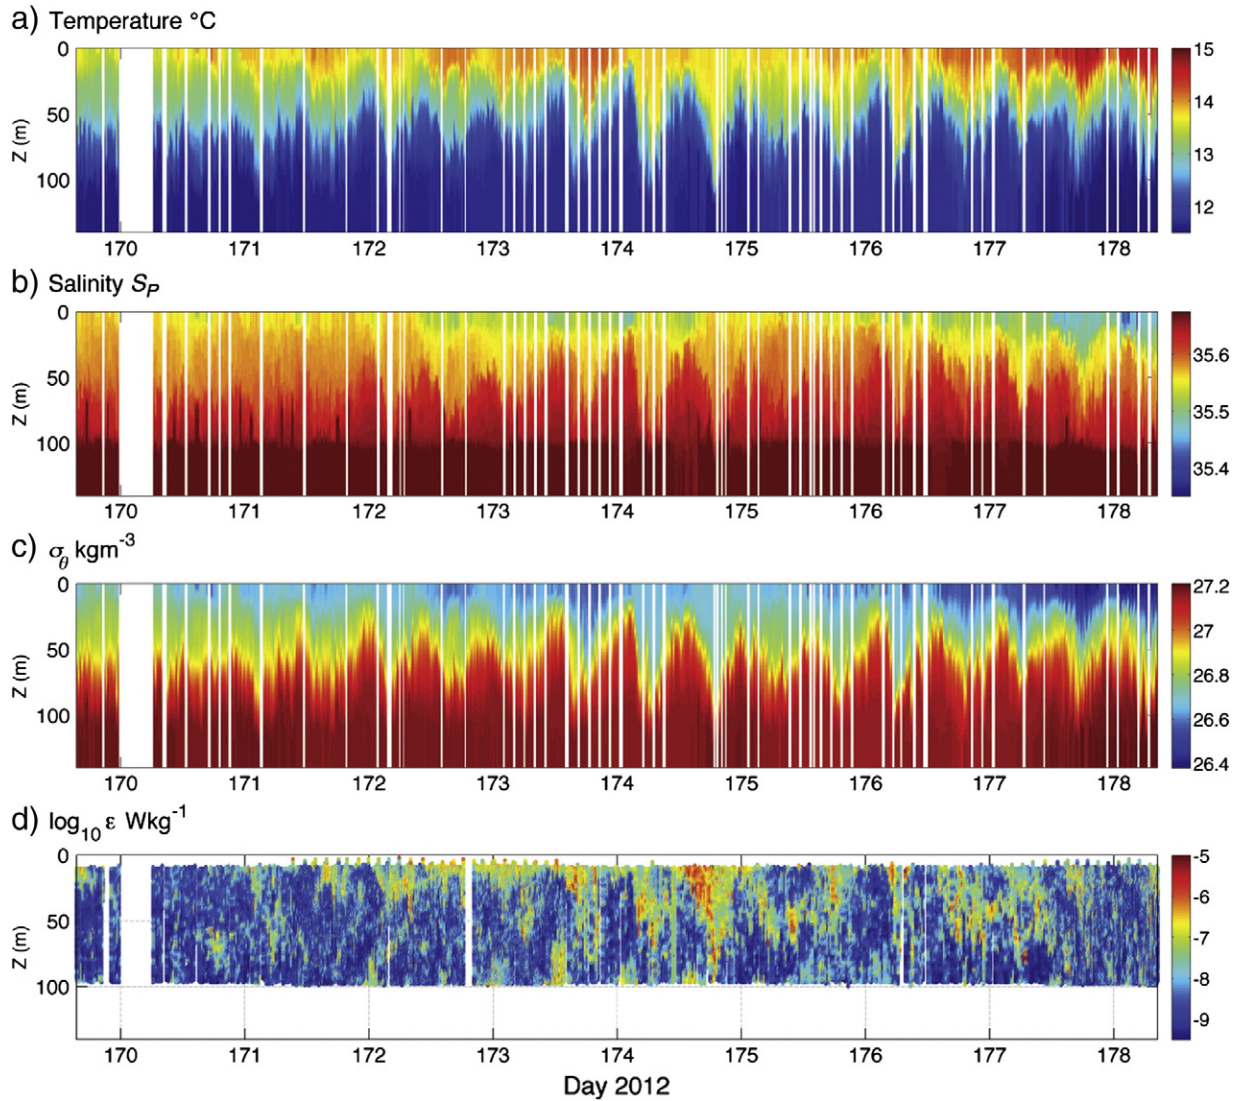 a) Temperature °C
0
50
100
Z (m)
170 171 172 173 174 175 176 177 178
15
14
13
12
b) Salinity S_P
0
50
100
Z (m)
170 171 172 173 174 175 176 177 178
35.6
35.5
35.4
c) σ_θ kgm⁻³
0
50
100
Z (m)
170 171 172 173 174 175 176 177 178
27.2
27
26.8
26.6
26.4
d) log₁₀ ε Wkg⁻¹
0
50
100
Z (m)
170 171 172 173 174 175 176 177 178
-5
-6
-7
-8
-9
Day 2012